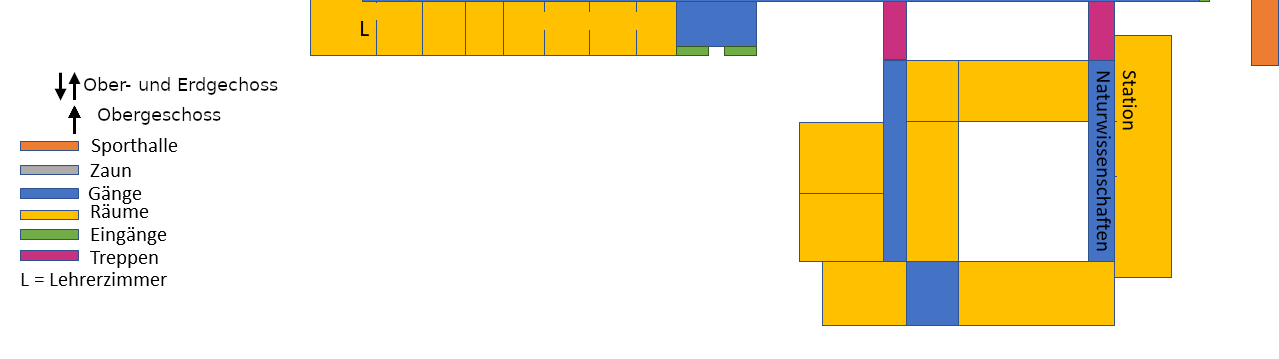 L
Ober- und Erdgechoss
Obergeschoss
Sporthalle
Zaun
Gänge
Räume
Eingänge
Treppen
L = Lehrerzimmer
Station
Naturwissenschaften